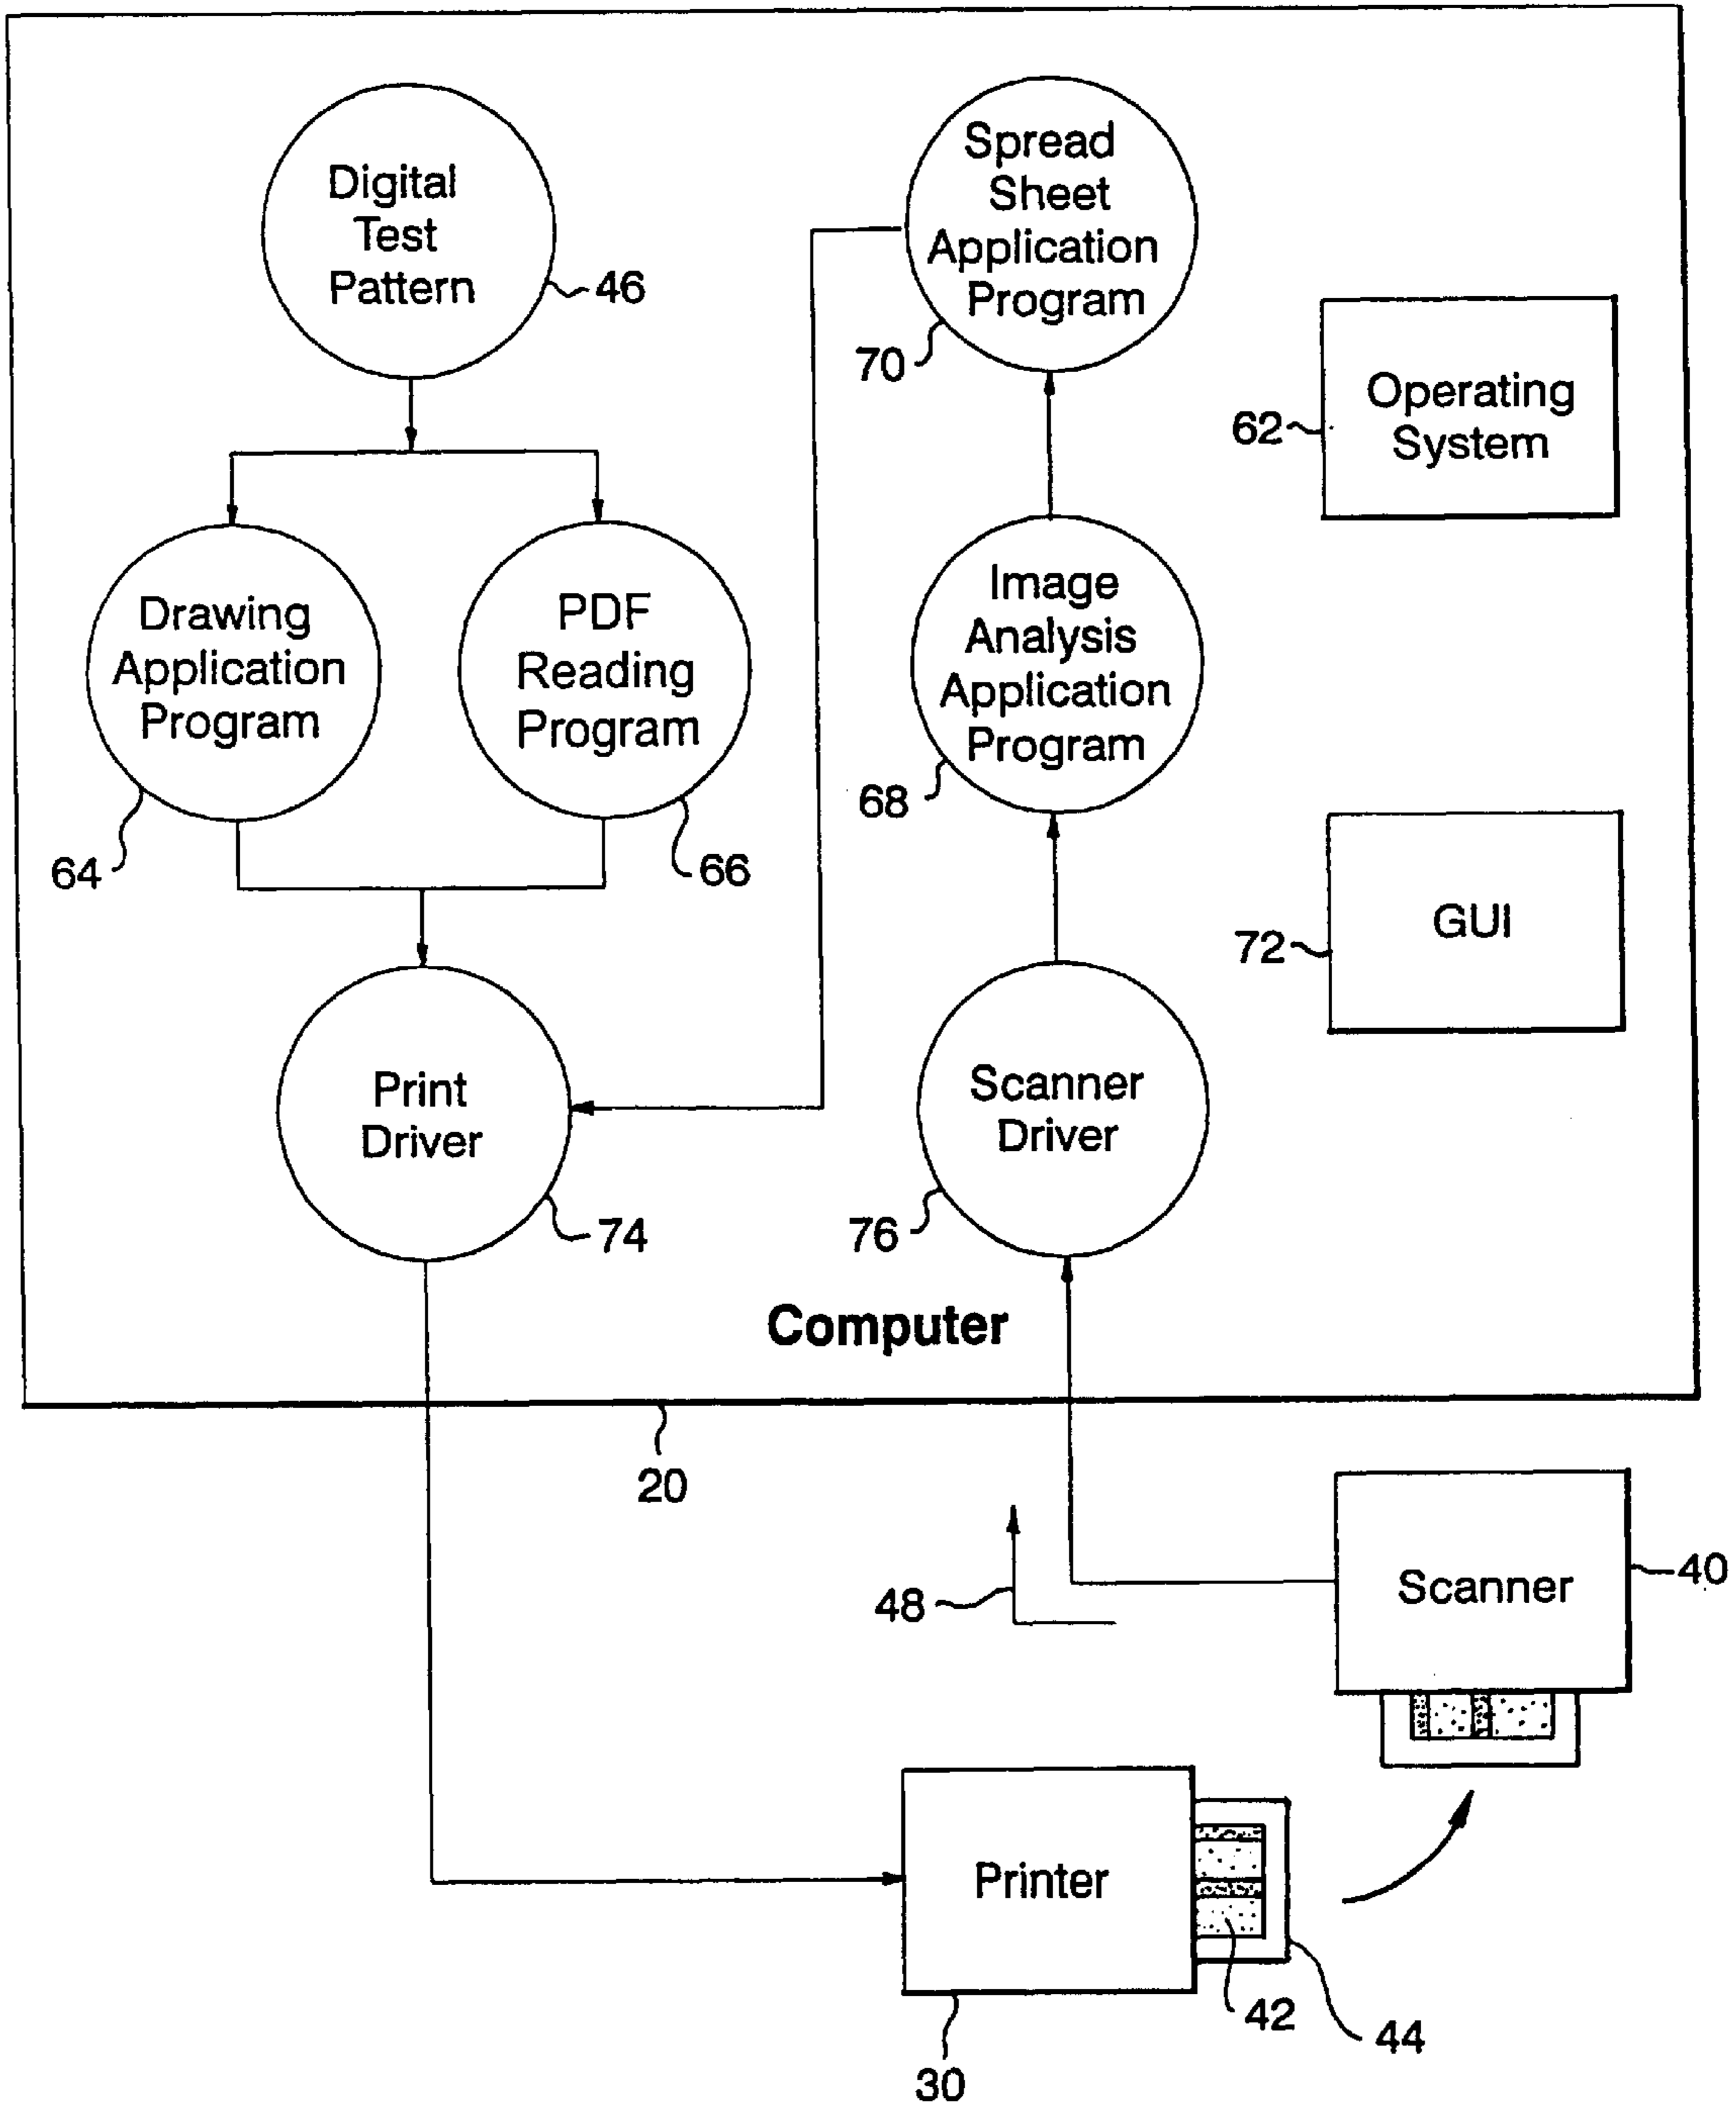 Digital
Test
Pattern
46
Spread
Sheet
Application
Program
70
Operating
System
62
Drawing
Application
Program
64
PDF
Reading
Program
66
Image
Analysis
Application
Program
68
GUI
72
Print
Driver
74
Scanner
Driver
76
Computer
20
Scanner
40
48
Printer
30
42
44